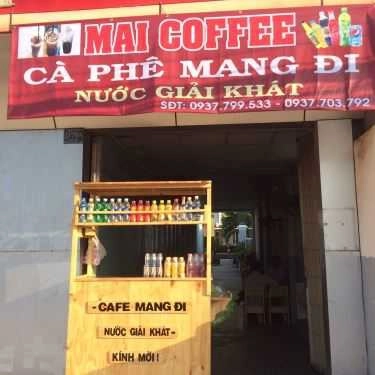 MAI COFFEE
CÀ PHÊ MANG ĐI
NƯỚC GIẢI KHÁT
SĐT: 0937.799.533 - 0937.703.792
- CAFE MANG ĐI
NƯỚC GIẢI KHÁT-
KÍNH MỜI!